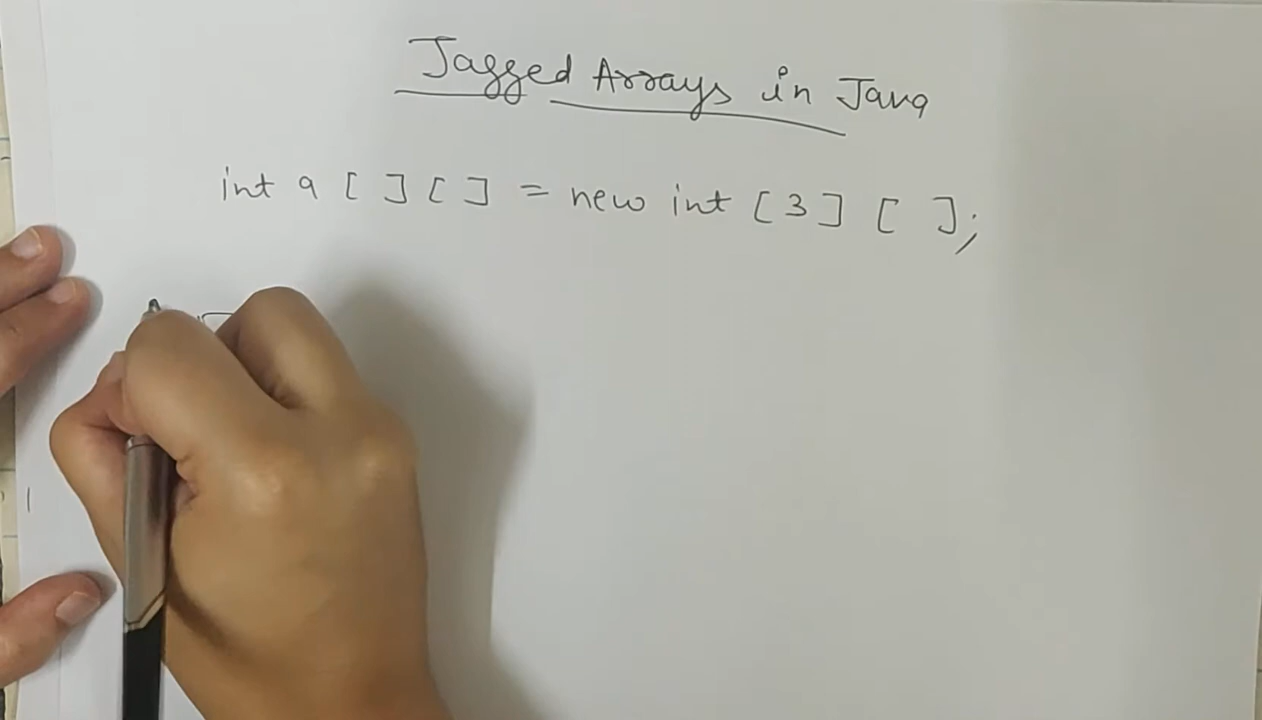 Jagged Arrays in Java
int a [ ] [ ] = new int [ 3 ] [ ];